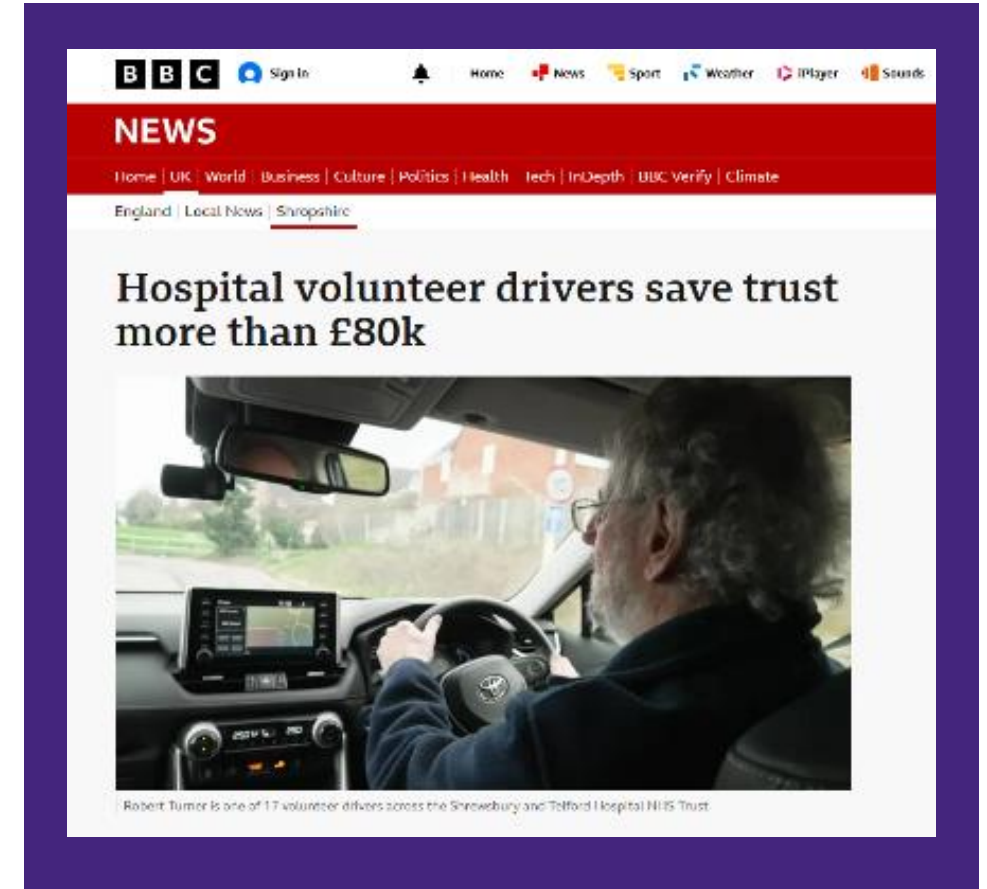 BBC Sign in Home News Sport Weather iPlayer Sounds
NEWS
Home | UK | World | Business | Culture | Politics | Health Tech | InDepth | BBC Verify | Climate
England | Local News | Shropshire
Hospital volunteer drivers save trust
more than £80k
Robert Turner is one of 17 volunteer drivers across the Shrewsbury and Telford Hospital NHS Trust